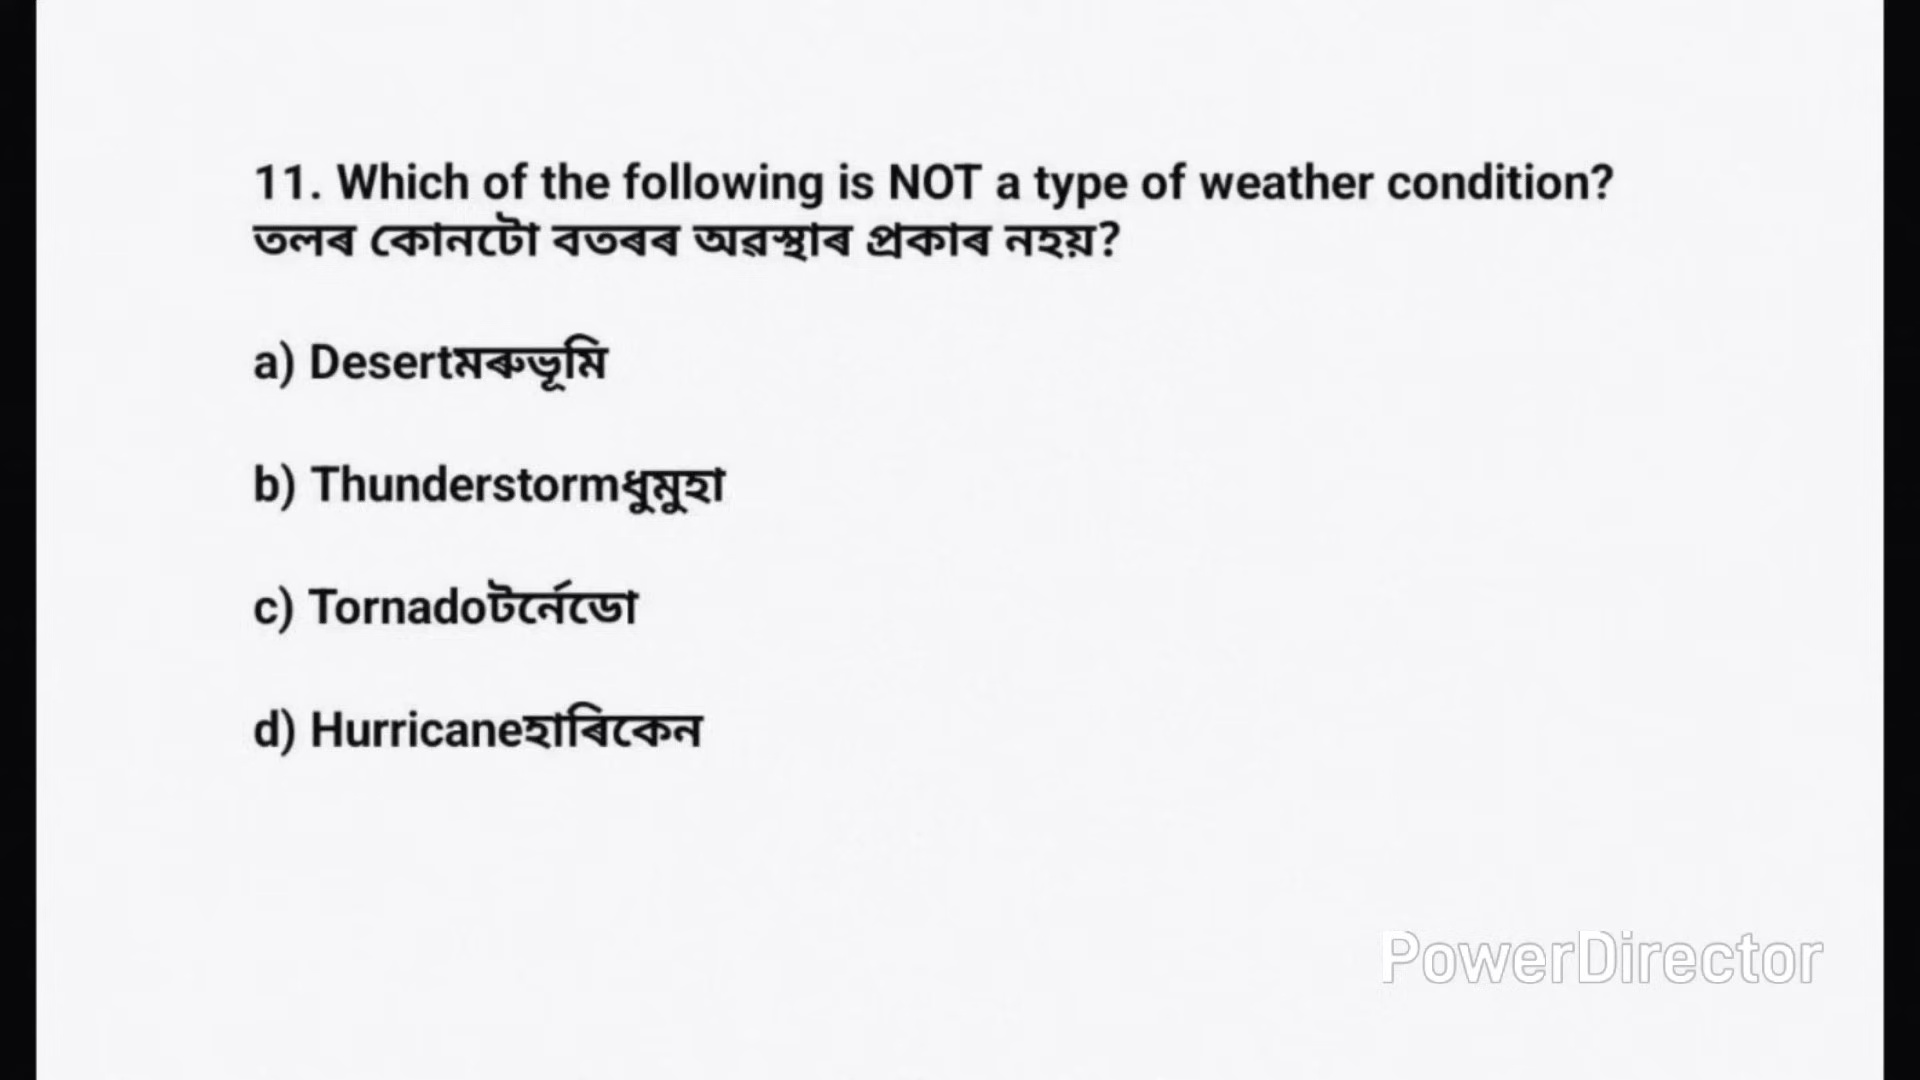 11. Which of the following is NOT a type of weather condition?
তলৰ কোনটো বতৰৰ অৱস্থাৰ প্ৰকাৰ নহয়?
a) Desertমৰুভূমি
b) Thunderstormধুমুহা
c) Tornadoটৰ্নেডো
d) Hurricaneহাৰিকেন
PowerDirector